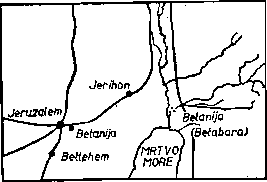 Jerihon
Jeruzalem
Betanija
Betanija
(Betabara)
Betlehem
MRTVO
MORE